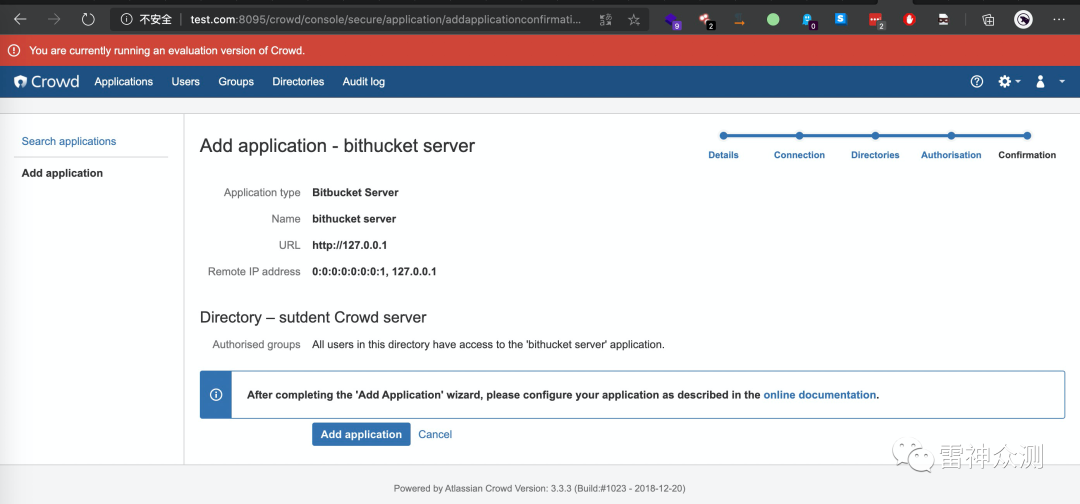 不安全 test.com:8095/crowd/console/secure/application/addapplicationconfirmati...
9 2 0 S 2
You are currently running an evaluation version of Crowd.
Crowd Applications Users Groups Directories Audit log
Search applications
Add application
Add application - bithucket server
Details Connection Directories Authorisation Confirmation
Application type Bitbucket Server
Name bithucket server
URL http://127.0.0.1
Remote IP address 0:0:0:0:0:0:0:1, 127.0.0.1
Directory – sutdent Crowd server
Authorised groups All users in this directory have access to the 'bithucket server' application.
After completing the 'Add Application' wizard, please configure your application as described in the online documentation.
Add application Cancel
雷神众测
Powered by Atlassian Crowd Version: 3.3.3 (Build:#1023 - 2018-12-20)